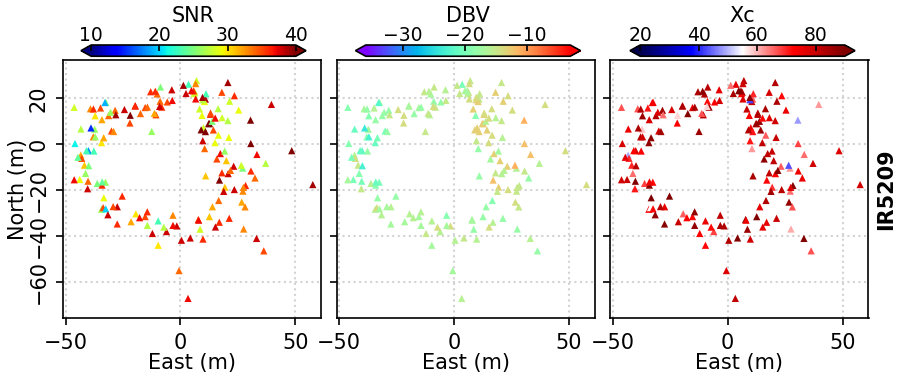 SNR DBV Xc
10 20 30 40 −30 −20 −10 20 40 60 80
20
0
−20
−40
−60
North (m)
IR5209
−50 0 50 −50 0 50 −50 0 50
East (m) East (m) East (m)